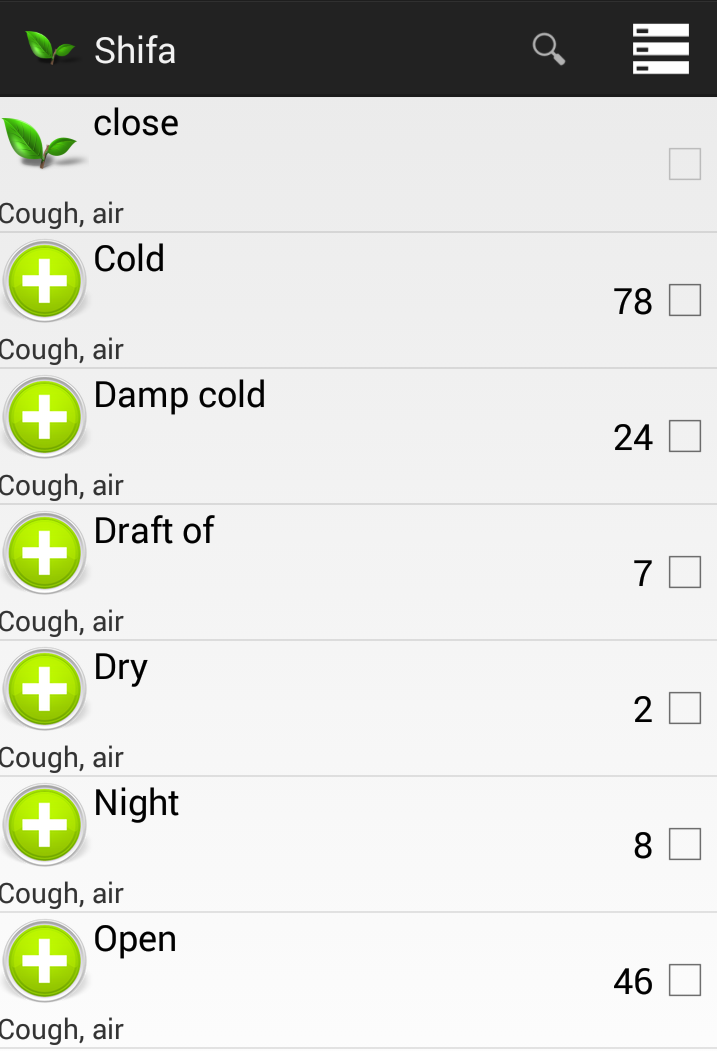 Shifa
close
Cough, air
Cold
78
Cough, air
Damp cold
24
Cough, air
Draft of
7
Cough, air
Dry
2
Cough, air
Night
8
Cough, air
Open
46
Cough, air